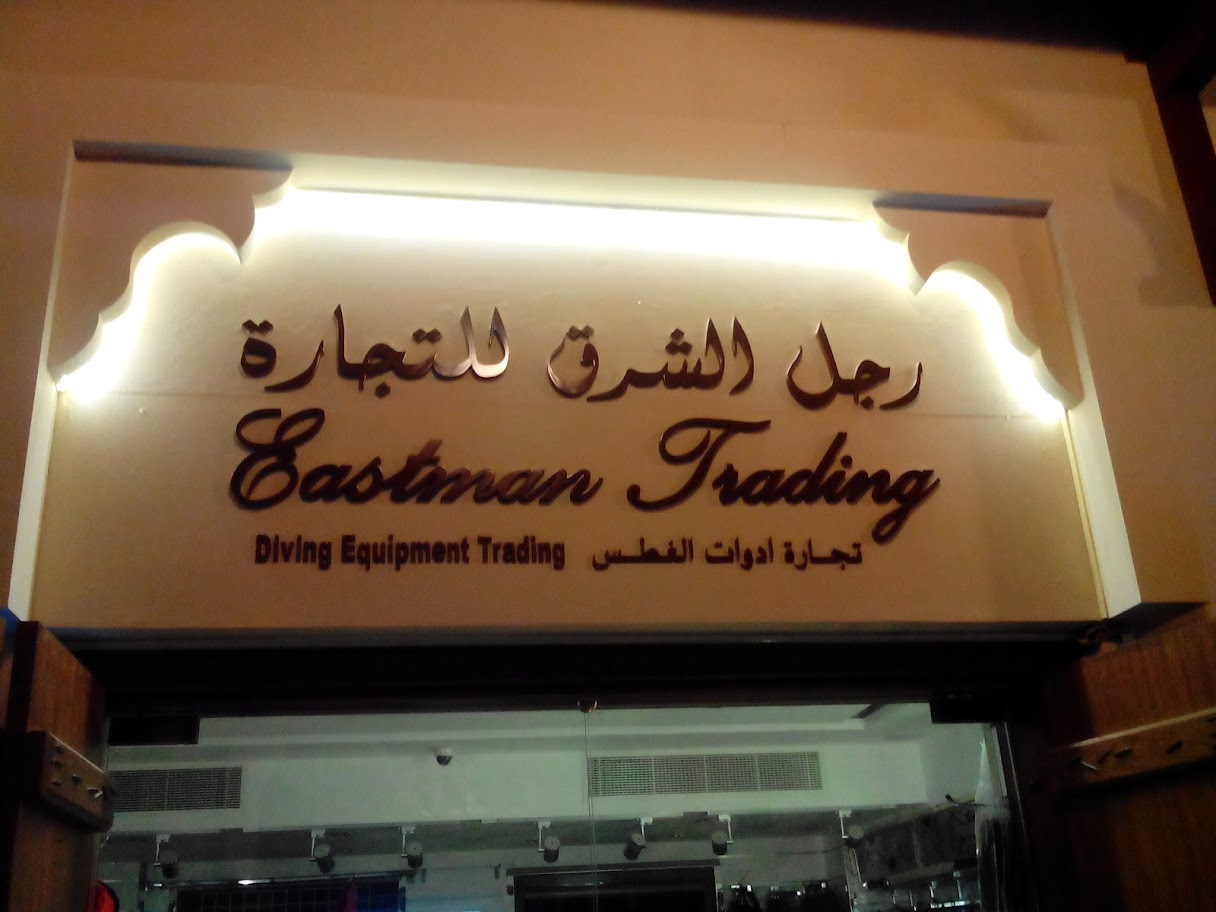 رجل الشرق للتجارة
Eastman Trading
Diving Equipment Trading تجارة ادوات الغطس